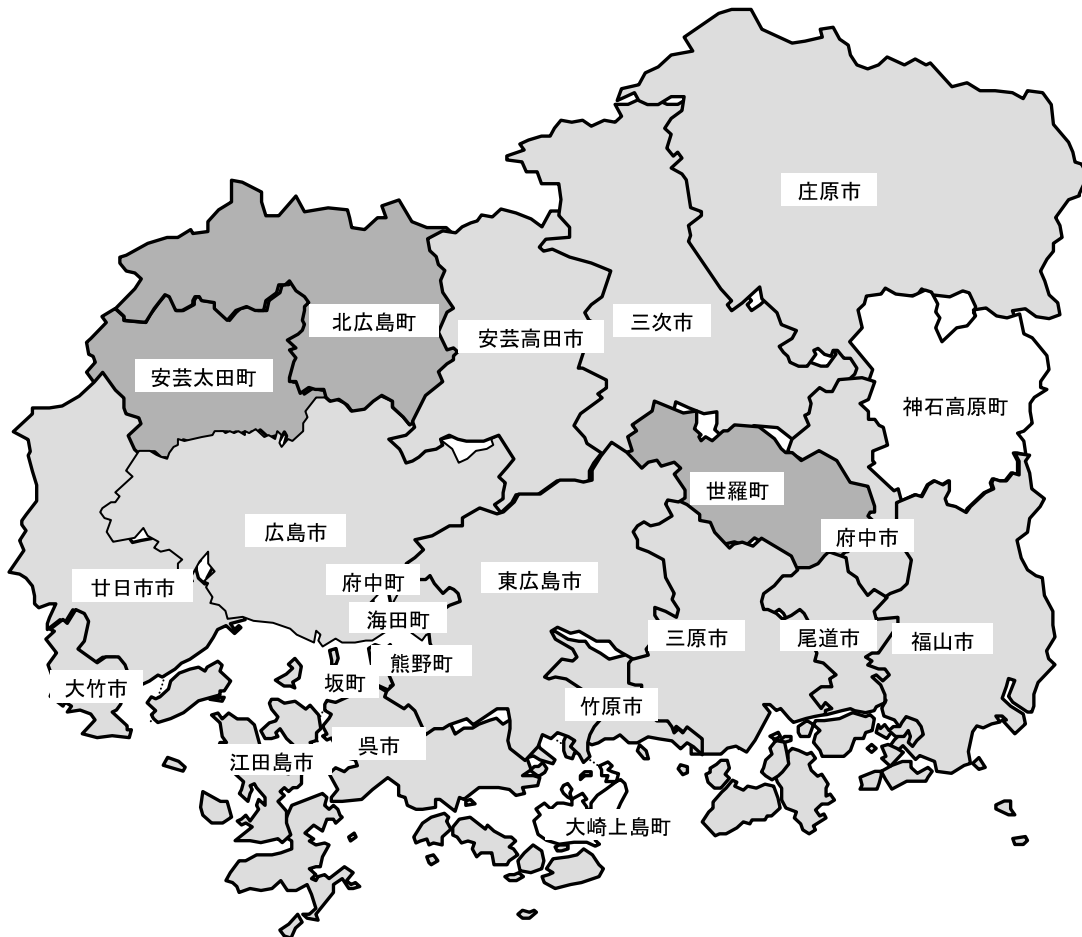 庄原市
北広島町
三次市
安芸高田市
安芸太田町
神石高原町
世羅町
広島市
府中市
府中町
東広島市
廿日市市
海田町
三原市
尾道市
福山市
熊野町
坂町
大竹市
竹原市
呉市
江田島市
大崎上島町